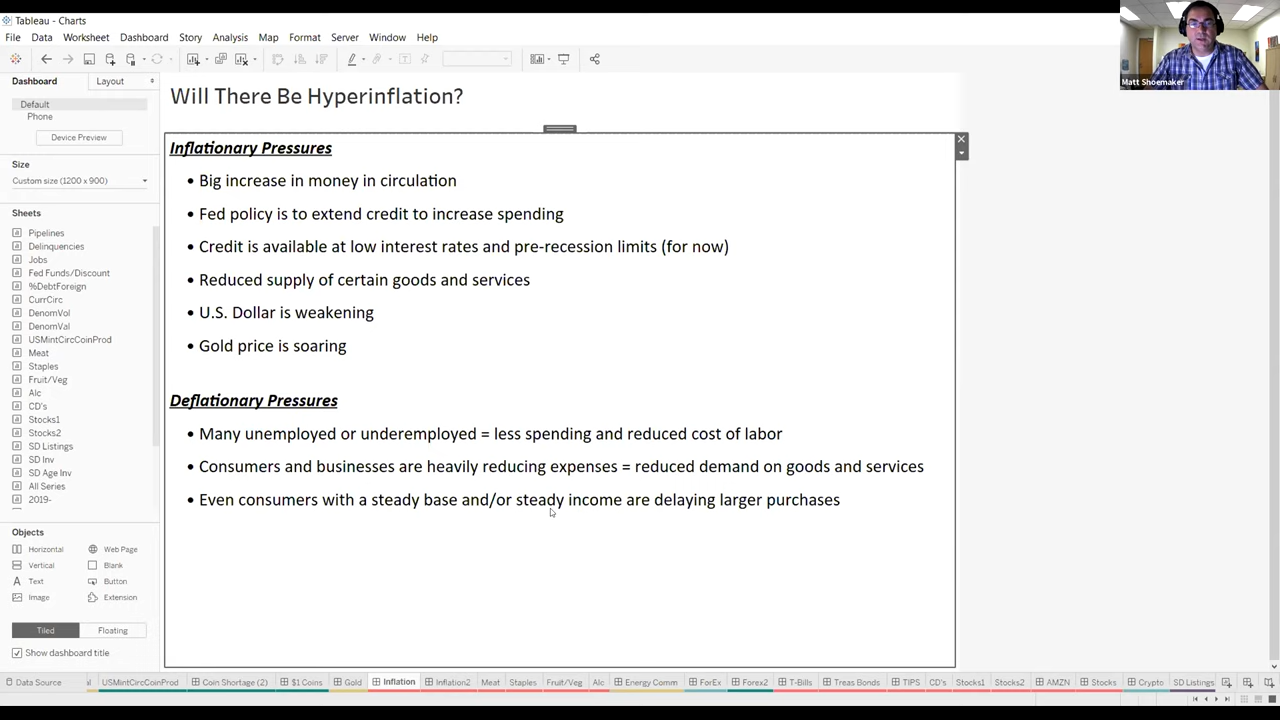 Tableau - Charts
File Data Worksheet Dashboard Story Analysis Map Format Server Window Help
Matt Shoemaker
Dashboard Layout
Default
Phone
Device Preview
Size
Custom size (1200 x 900)
Sheets
Pipelines
Delinquencies
Jobs
Fed Funds/Discount
%DebtForeign
CurrCirc
DenomVol
DenomVal
USMintCircCoinProd
Meat
Staples
Fruit/Veg
Alc
CD's
Stocks1
Stocks2
SD Listings
SD Inv
SD Age Inv
All Series
2019-
Objects
Horizontal Web Page
Vertical Blank
A Text Button
Image Extension
Tiled Floating
Show dashboard title
Will There Be Hyperinflation?
Inflationary Pressures
• Big increase in money in circulation
• Fed policy is to extend credit to increase spending
• Credit is available at low interest rates and pre-recession limits (for now)
• Reduced supply of certain goods and services
• U.S. Dollar is weakening
• Gold price is soaring
Deflationary Pressures
• Many unemployed or underemployed = less spending and reduced cost of labor
• Consumers and businesses are heavily reducing expenses = reduced demand on goods and services
• Even consumers with a steady base and/or steady income are delaying larger purchases
Data Source USMintCircCoinProd Coin Shortage (2) $1 Coins Gold Inflation Inflation2 Meat Staples Fruit/Veg Alc Energy Comm ForEx Forex2 T-Bills Treas Bonds TIPS CD's Stocks1 Stocks2 AMZN Stocks Crypto SD Listings